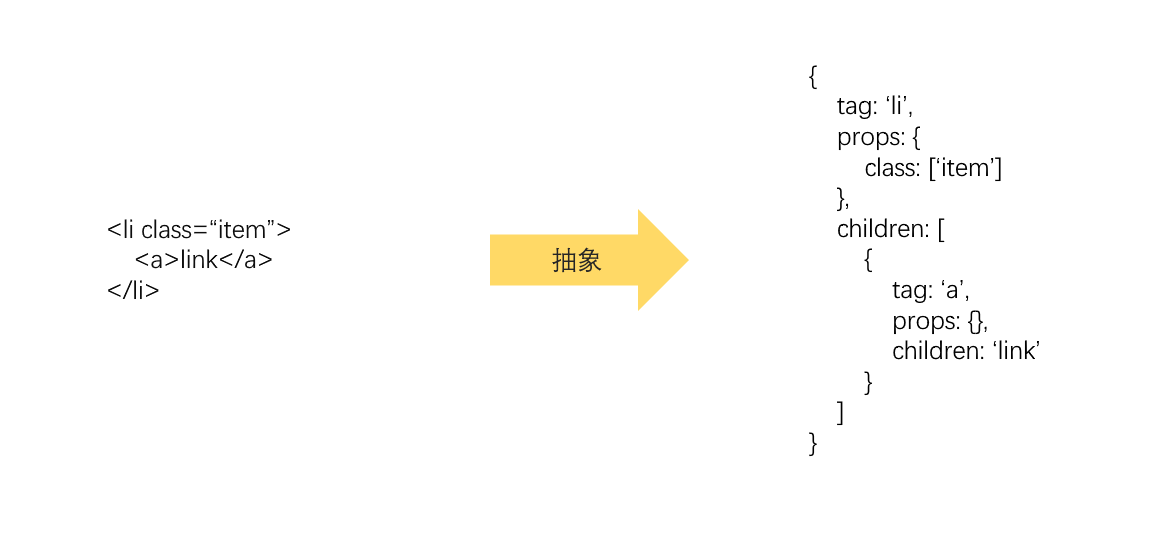 <li class=“item”>
<a>link</a>
</li>
抽象
{
tag: ‘li’,
props: {
class: [‘item’]
},
children: [
{
tag: ‘a’,
props: {},
children: ‘link’
}
]
}